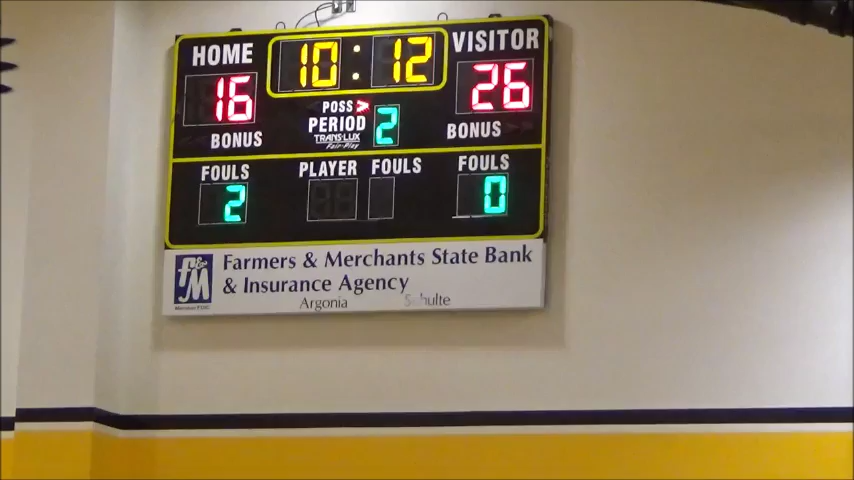 HOME 10:12 VISITOR
16 26
POSS >
BONUS PERIOD 2 BONUS
TRANS-LUX
Fair-Play
FOULS PLAYER FOULS FOULS
2 0
F&M Farmers & Merchants State Bank
& Insurance Agency
Argonia Schulte